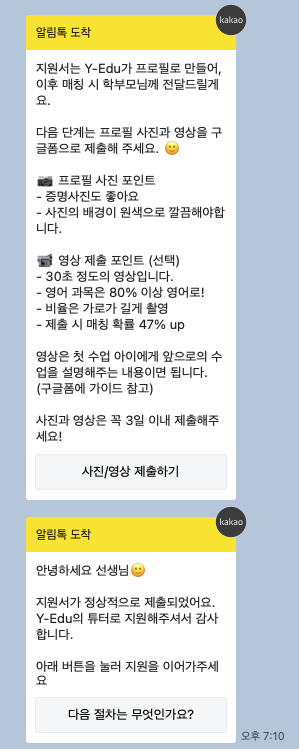 kakao
알림톡 도착
지원서는 Y-Edu가 프로필로 만들어,
이후 매칭 시 학부모님께 전달드릴게
요.
다음 단계는 프로필 사진과 영상을 구
글폼으로 제출해 주세요. 🙂
📷 프로필 사진 포인트
- 증명사진도 좋아요
- 사진의 배경이 원색으로 깔끔해야합
니다.
📹 영상 제출 포인트 (선택)
- 30초 정도의 영상입니다.
- 영어 과목은 80% 이상 영어로!
- 비율은 가로가 길게 촬영
- 제출 시 매칭 확률 47% up
영상은 첫 수업 아이에게 앞으로의 수
업을 설명해주는 내용이면 됩니다.
(구글폼에 가이드 참고)
사진과 영상은 꼭 3일 이내 제출해주
세요!
사진/영상 제출하기
kakao
알림톡 도착
안녕하세요 선생님🙂
지원서가 정상적으로 제출되었어요.
Y-Edu의 튜터로 지원해주셔서 감사
합니다.
아래 버튼을 눌러 지원을 이어가주세
요
다음 절차는 무엇인가요?
오후 7:10